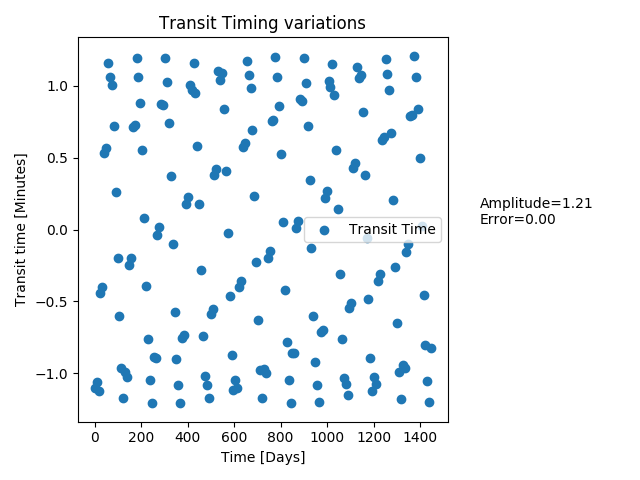 Transit Timing variations
Transit time [Minutes]
1.0
0.5
0.0
−0.5
−1.0
Transit Time
Amplitude=1.21
Error=0.00
0
200
400
600
800
1000
1200
1400
Time [Days]